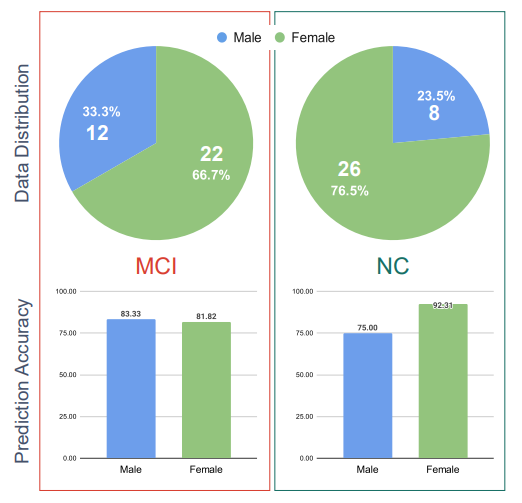 Male Female
Data Distribution
33.3%
12
22
66.7%
23.5%
8
26
76.5%
MCI
NC
Prediction Accuracy
100.00
75.00
50.00
25.00
0.00
83.33
81.82
Male
Female
100.00
75.00
50.00
25.00
0.00
75.00
92.31
Male
Female